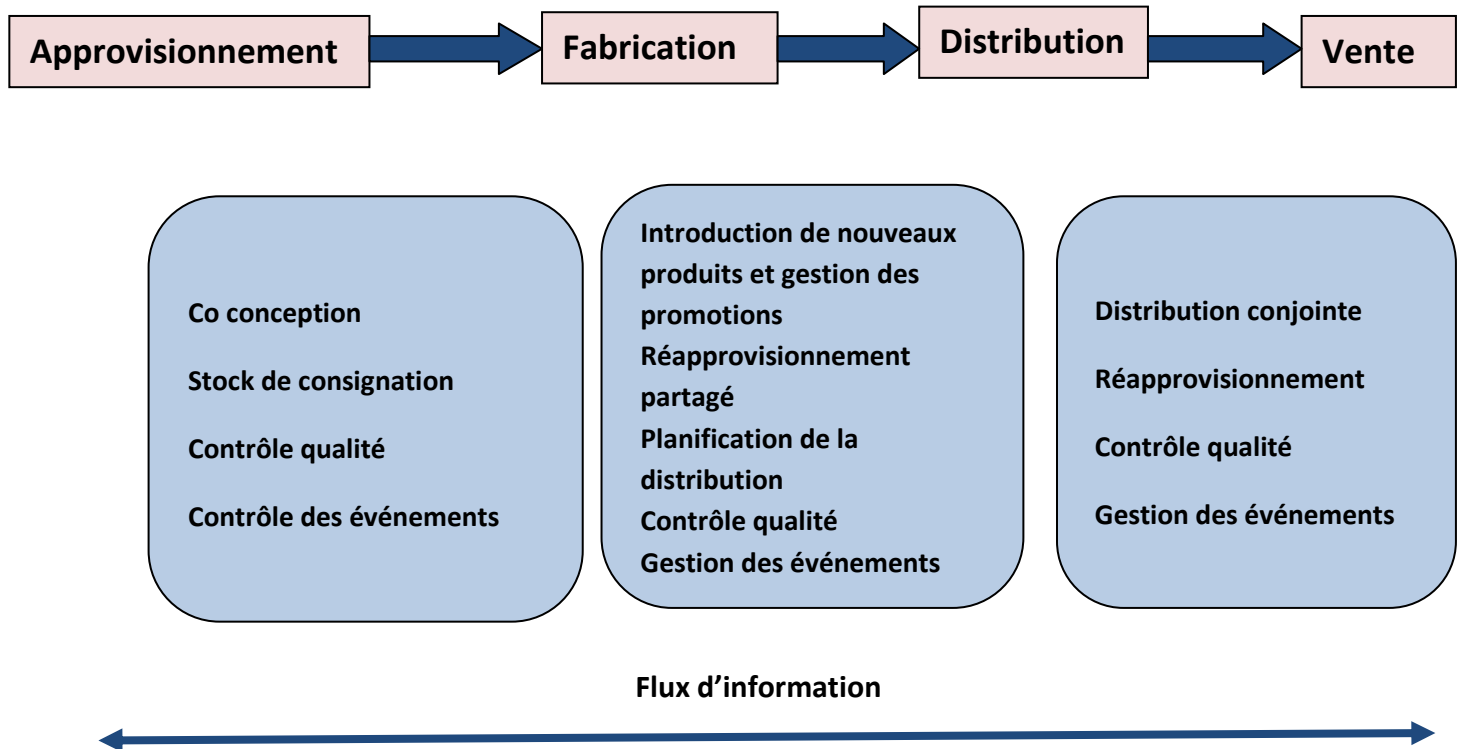 Approvisionnement
Fabrication
Distribution
Vente
Co conception
Stock de consignation
Contrôle qualité
Contrôle des événements
Introduction de nouveaux
produits et gestion des
promotions
Réapprovisionnement
partagé
Planification de la
distribution
Contrôle qualité
Gestion des événements
Distribution conjointe
Réapprovisionnement
Contrôle qualité
Gestion des événements
Flux d’information